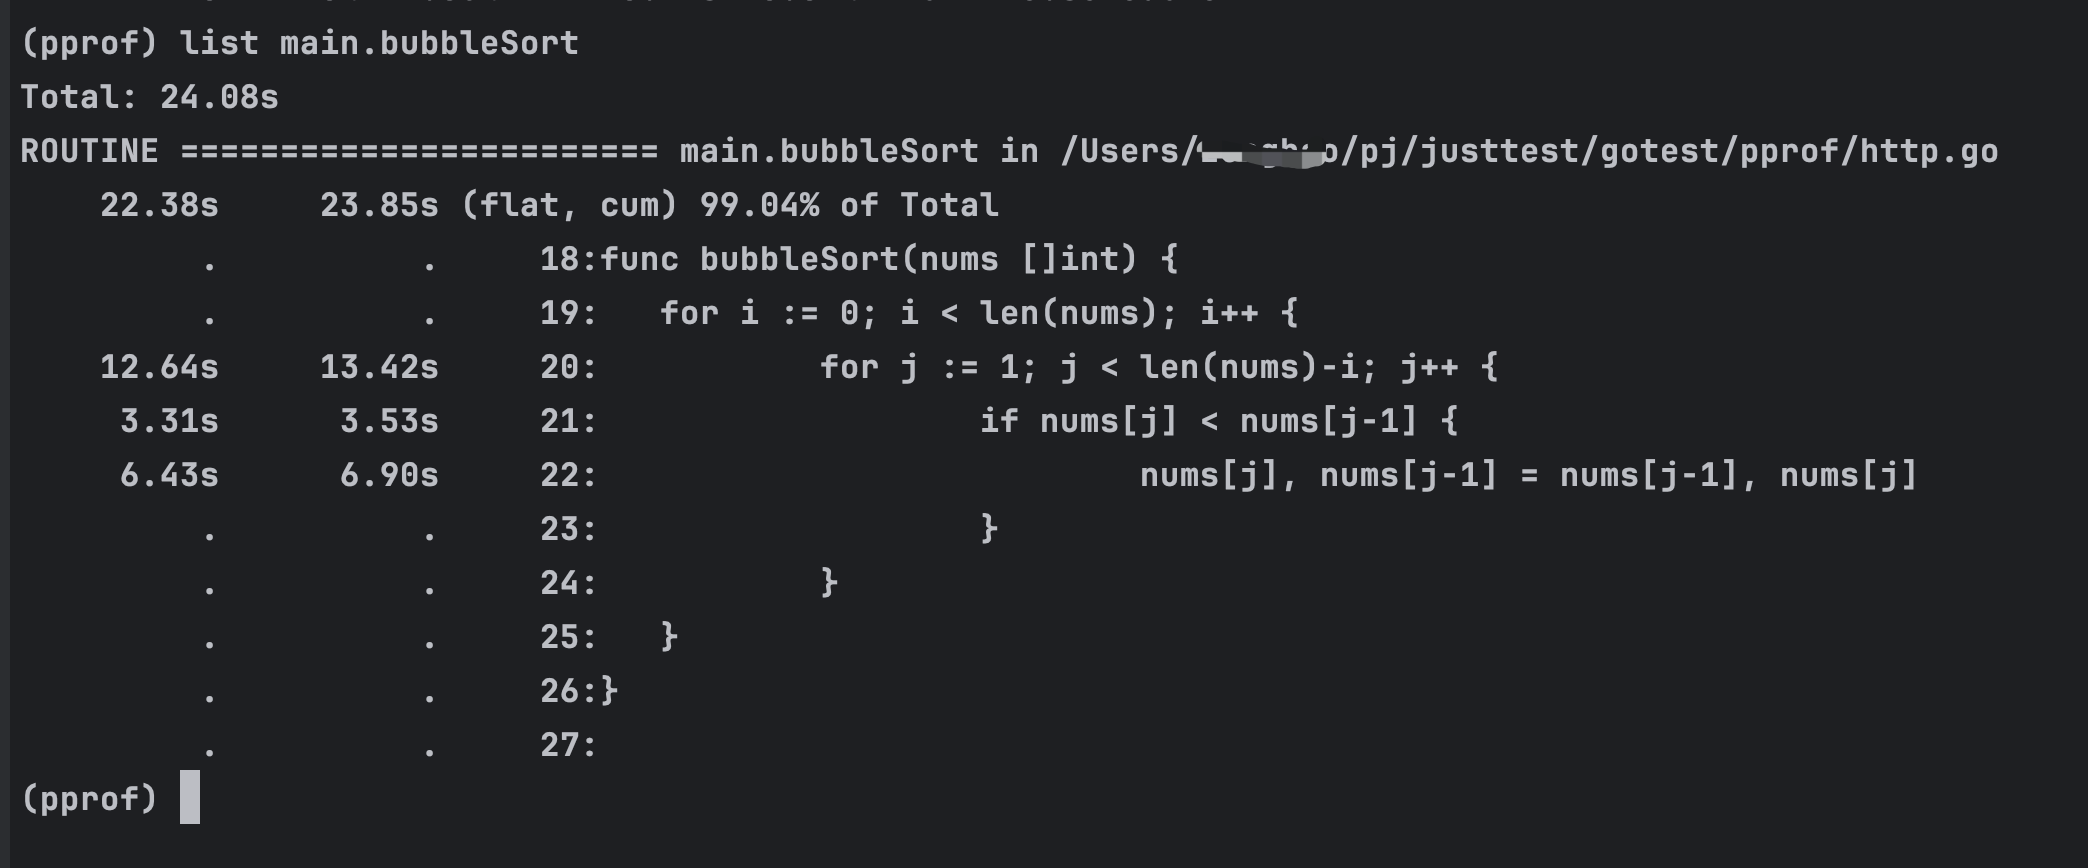 (pprof) list main.bubbleSort
Total: 24.08s
ROUTINE ======================== main.bubbleSort in /Users/ /pj/justtest/gotest/pprof/http.go
    22.38s     23.85s (flat, cum) 99.04% of Total
         .          .     18:func bubbleSort(nums []int) {
         .          .     19:   for i := 0; i < len(nums); i++ {
    12.64s     13.42s     20:           for j := 1; j < len(nums)-i; j++ {
     3.31s      3.53s     21:                   if nums[j] < nums[j-1] {
     6.43s      6.90s     22:                           nums[j], nums[j-1] = nums[j-1], nums[j]
         .          .     23:                   }
         .          .     24:           }
         .          .     25:   }
         .          .     26:}
         .          .     27:
(pprof)